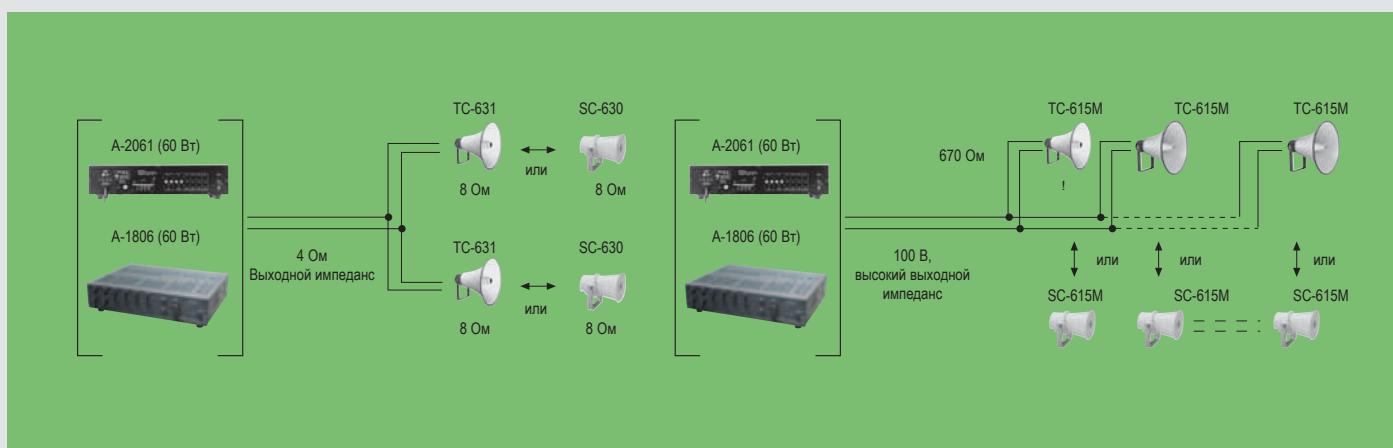 TC-631
SC-630
A-2061 (60 Вт)
или
8 Ом
8 Ом
A-1806 (60 Вт)
4 Ом
Выходной импеданс
TC-631
SC-630
или
8 Ом
8 Ом
TC-615M
TC-615M
TC-615M
A-2061 (60 Вт)
670 Ом
!
A-1806 (60 Вт)
100 В,
высокий выходной
импеданс
или
или
или
SC-615M
SC-615M
SC-615M